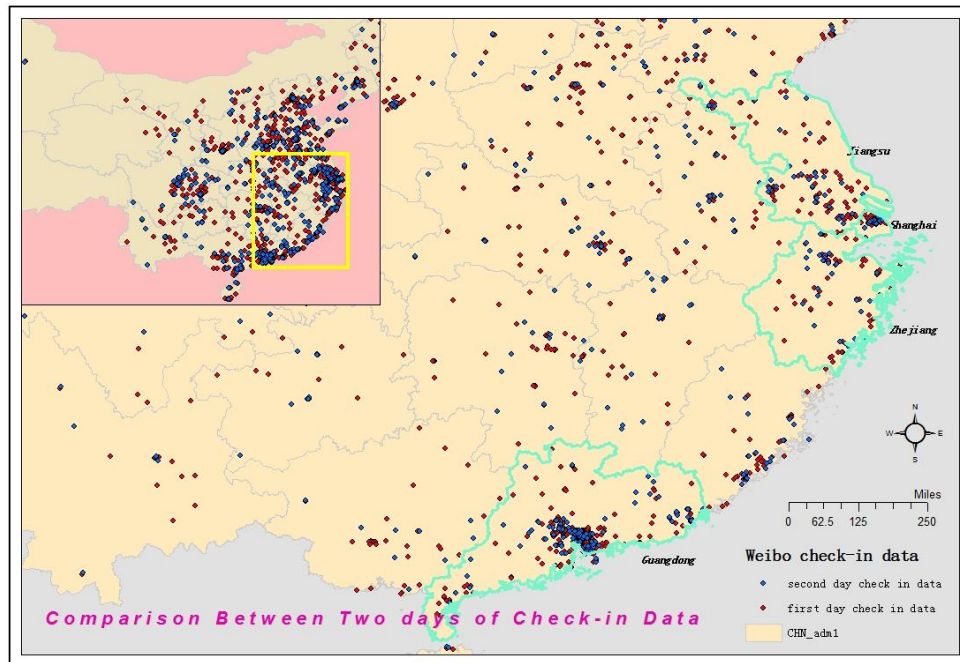 Jiangsu
Shanghai
Zhejiang
N
W E
S
Miles
0 62.5 125 250
Guangdong
Weibo check-in data
second day check in data
first day check in data
CHN_adm1
Comparison Between Two days of Check-in Data